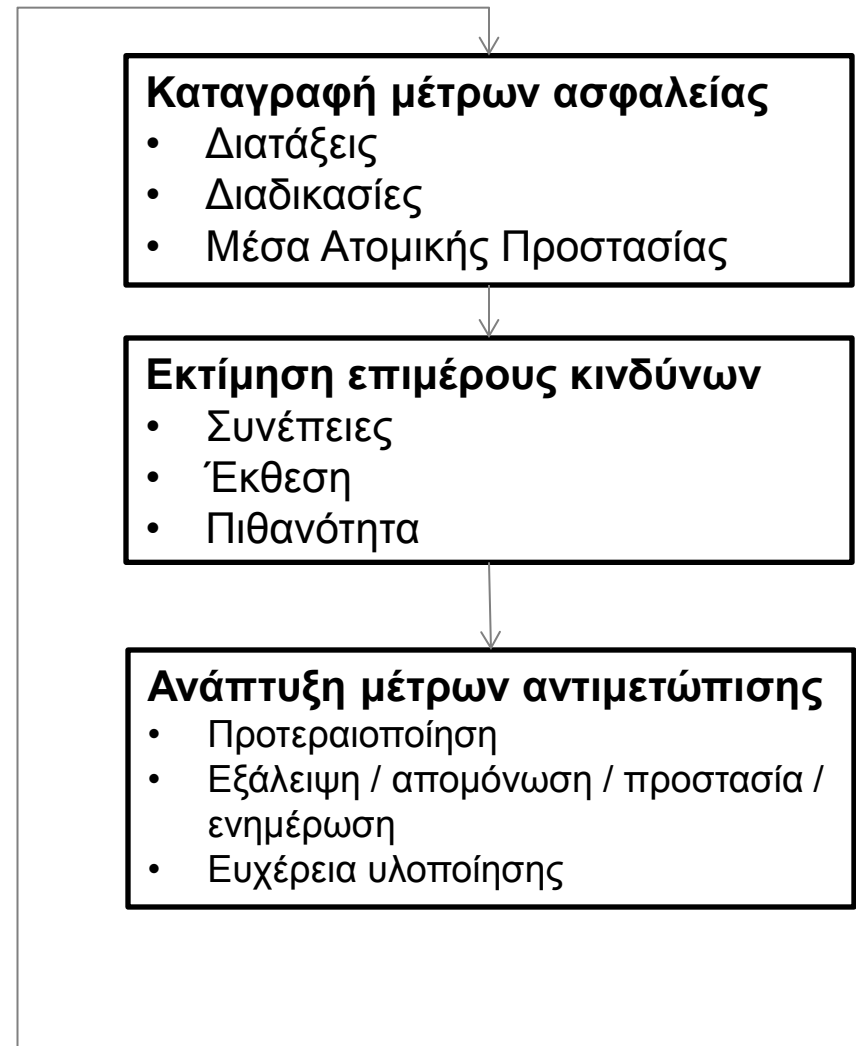 Καταγραφή μέτρων ασφαλείας
• Διατάξεις
• Διαδικασίες
• Μέσα Ατομικής Προστασίας
Εκτίμηση επιμέρους κινδύνων
• Συνέπειες
• Έκθεση
• Πιθανότητα
Ανάπτυξη μέτρων αντιμετώπισης
• Προτεραιοποίηση
• Εξάλειψη / απομόνωση / προστασία /
ενημέρωση
• Ευχέρεια υλοποίησης